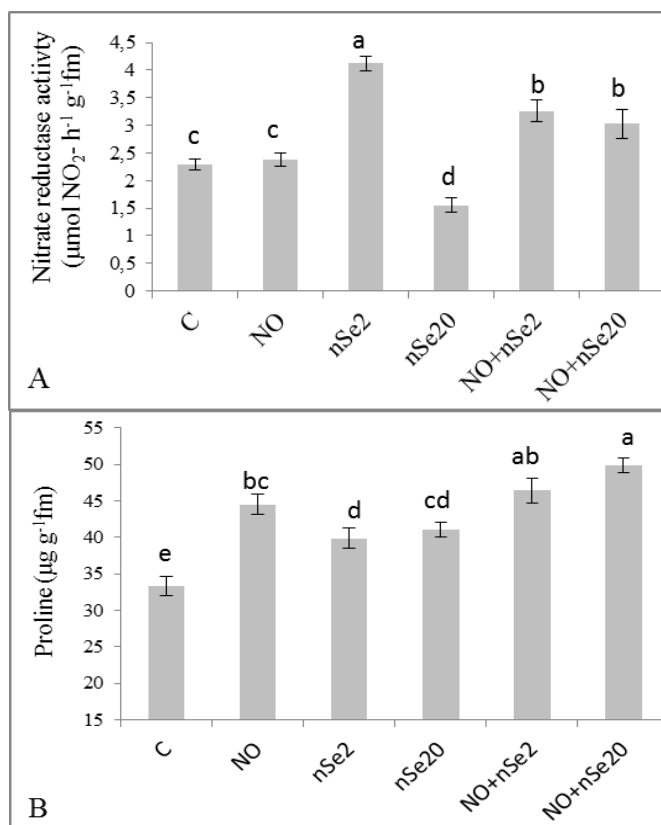 Nitrate reductase actiivty
(μmol NO₂- h⁻¹ g⁻¹fm)
4,5
4
3,5
3
2,5
2
1,5
1
0,5
0
c
c
a
d
b
b
C
NO
nSe2
nSe20
NO+nSe2
NO+nSe20
A
Proline (μg g⁻¹fm)
55
50
45
40
35
30
25
20
15
e
bc
d
cd
ab
a
C
NO
nSe2
nSe20
NO+nSe2
NO+nSe20
B